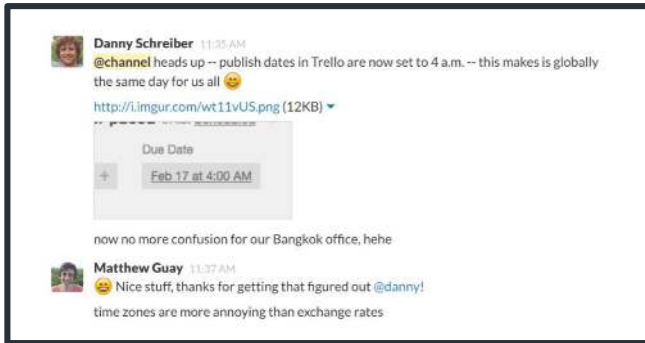 Danny Schreiber 11:35 AM
@channel heads up -- publish dates in Trello are now set to 4 a.m. -- this makes is globally
the same day for us all
http://i.imgur.com/wt11vUS.png (12KB)
Due Date
+ Feb 17 at 4:00 AM
now no more confusion for our Bangkok office, hehe
Matthew Guay 11:37 AM
Nice stuff, thanks for getting that figured out @danny!
time zones are more annoying than exchange rates